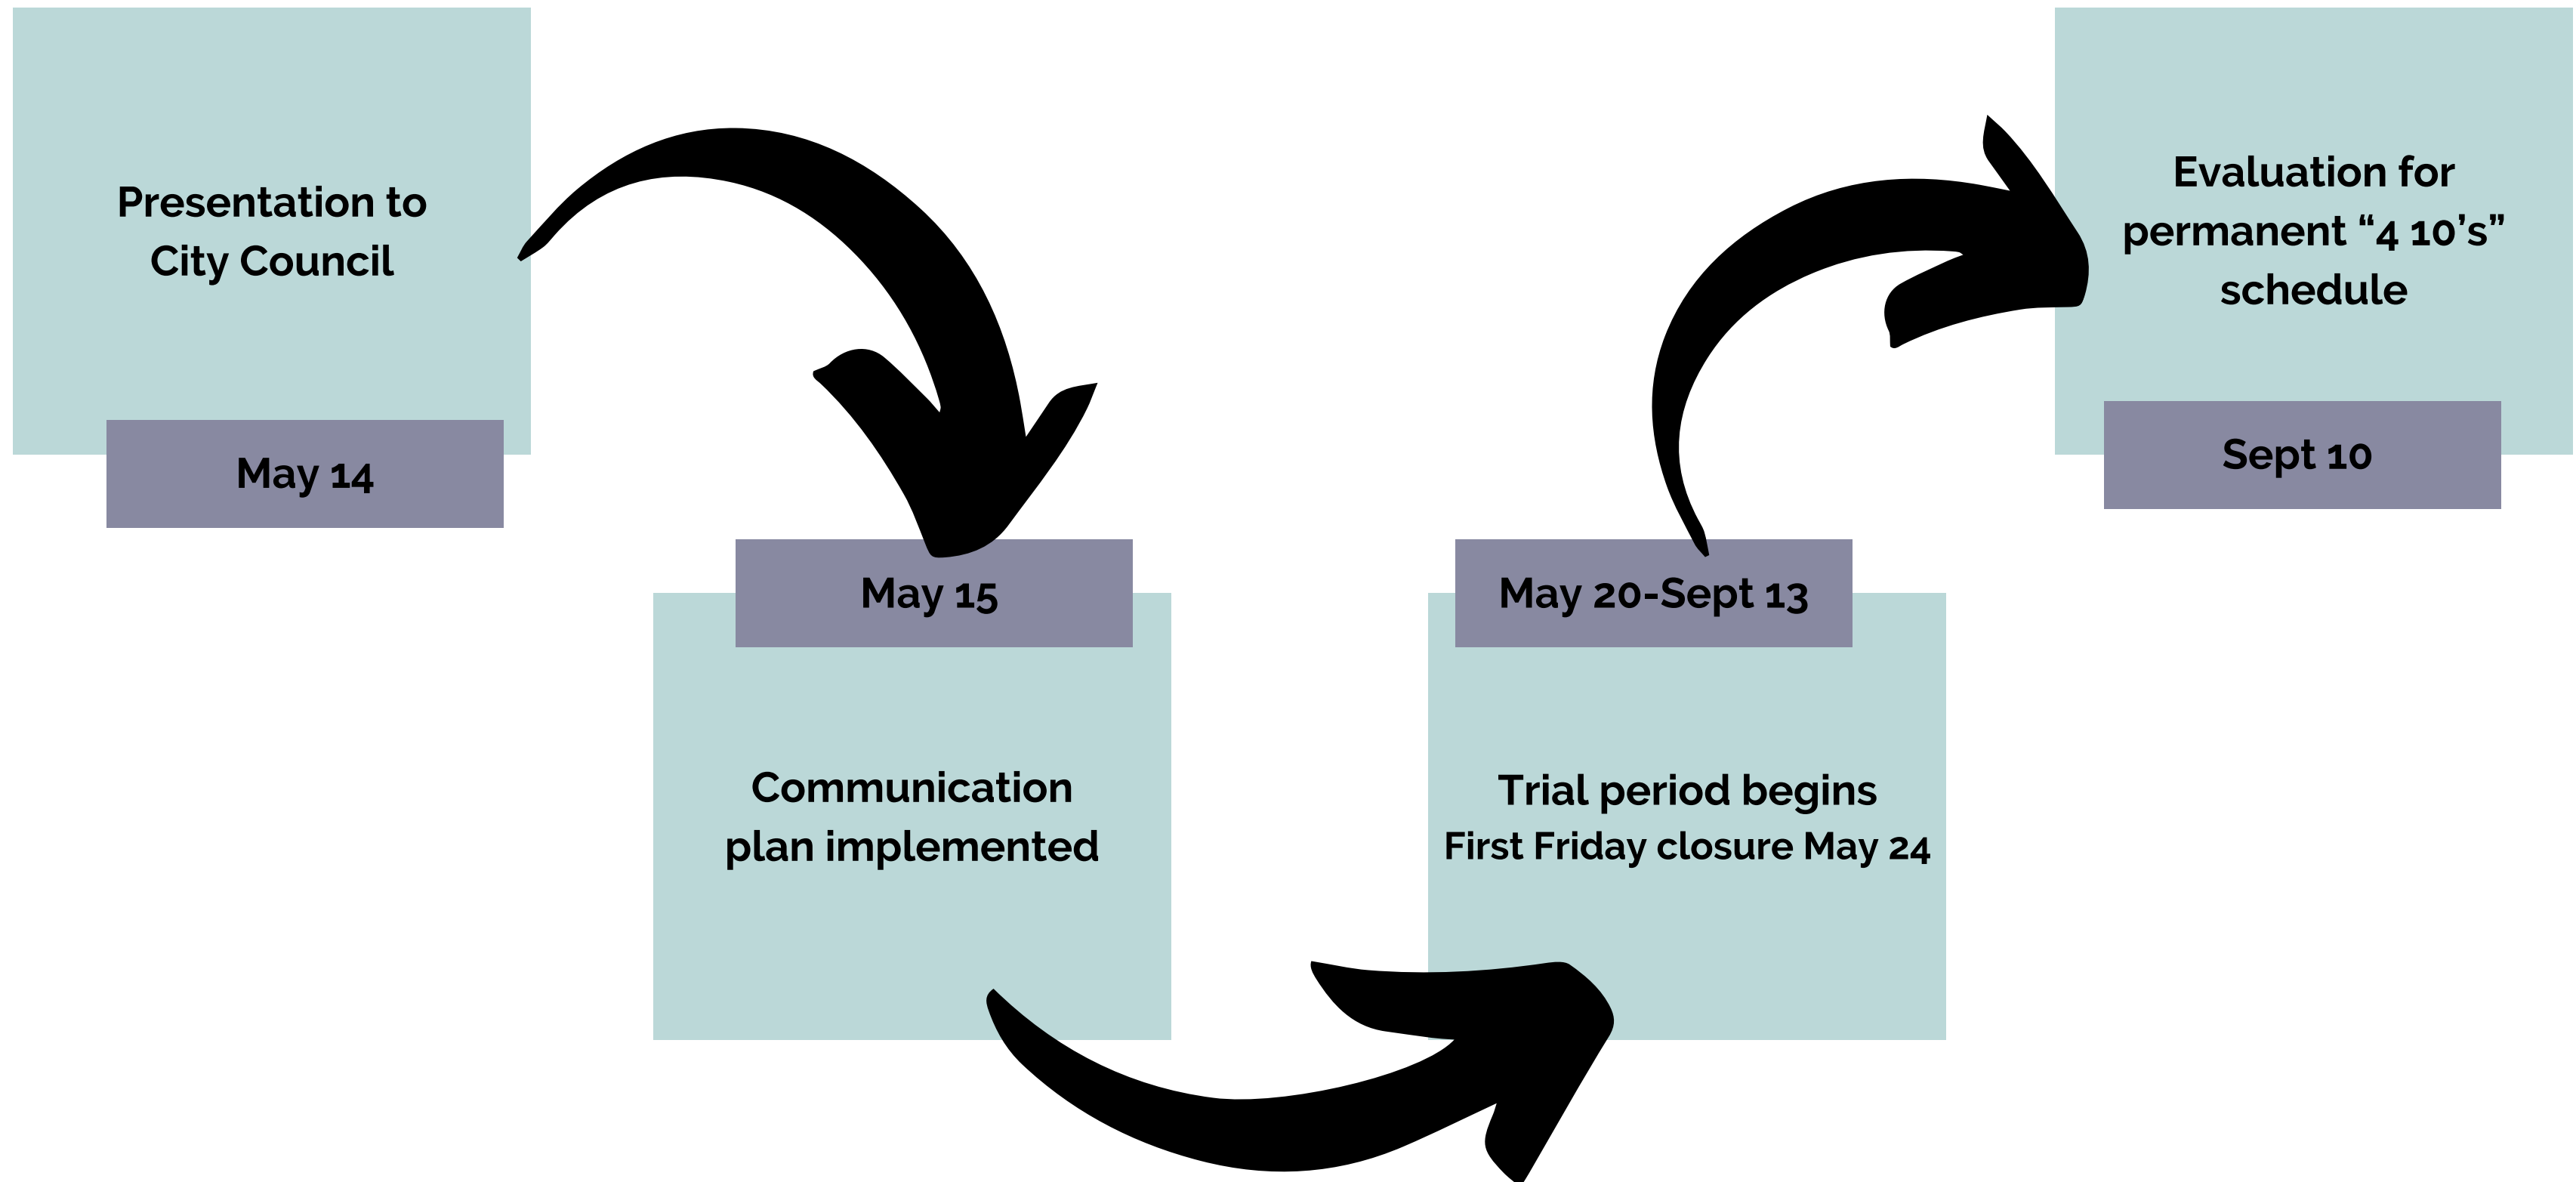 Presentation to
City Council
May 14
May 15
Communication
plan implemented
May 20-Sept 13
Trial period begins
First Friday closure May 24
Evaluation for
permanent “4 10’s”
schedule
Sept 10